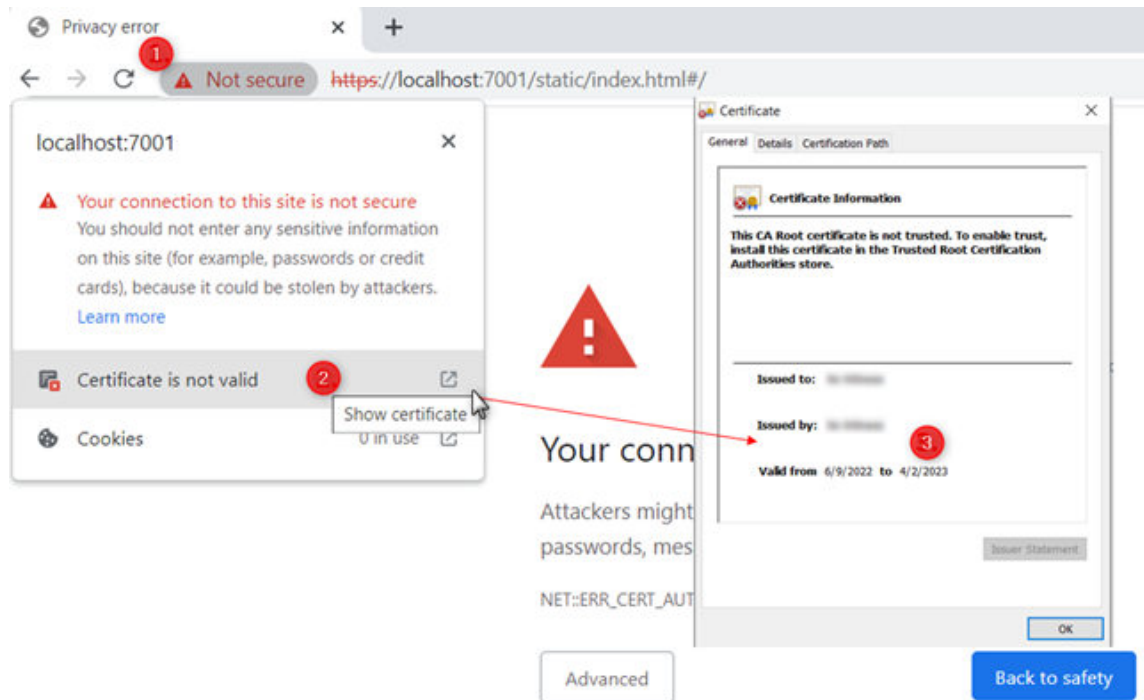 Privacy error
1.
Not secure
https://localhost:7001/static/index.html#/
localhost:7001
Your connection to this site is not secure
You should not enter any sensitive information
on this site (for example, passwords or credit
cards), because it could be stolen by attackers.
Learn more
Certificate is not valid
2.
Show certificate
Cookies
0 in use
Your conn
Attackers might
passwords, mes
NET::ERR_CERT_AUT
Advanced
Back to safety
Certificate
General Details Certification Path
Certificate Information
This CA Root certificate is not trusted. To enable trust,
install this certificate in the Trusted Root Certification
Authorities store.
Issued to:
Issued by:
3.
Valid from 6/9/2022 to 4/2/2023
Issuer Statement
OK